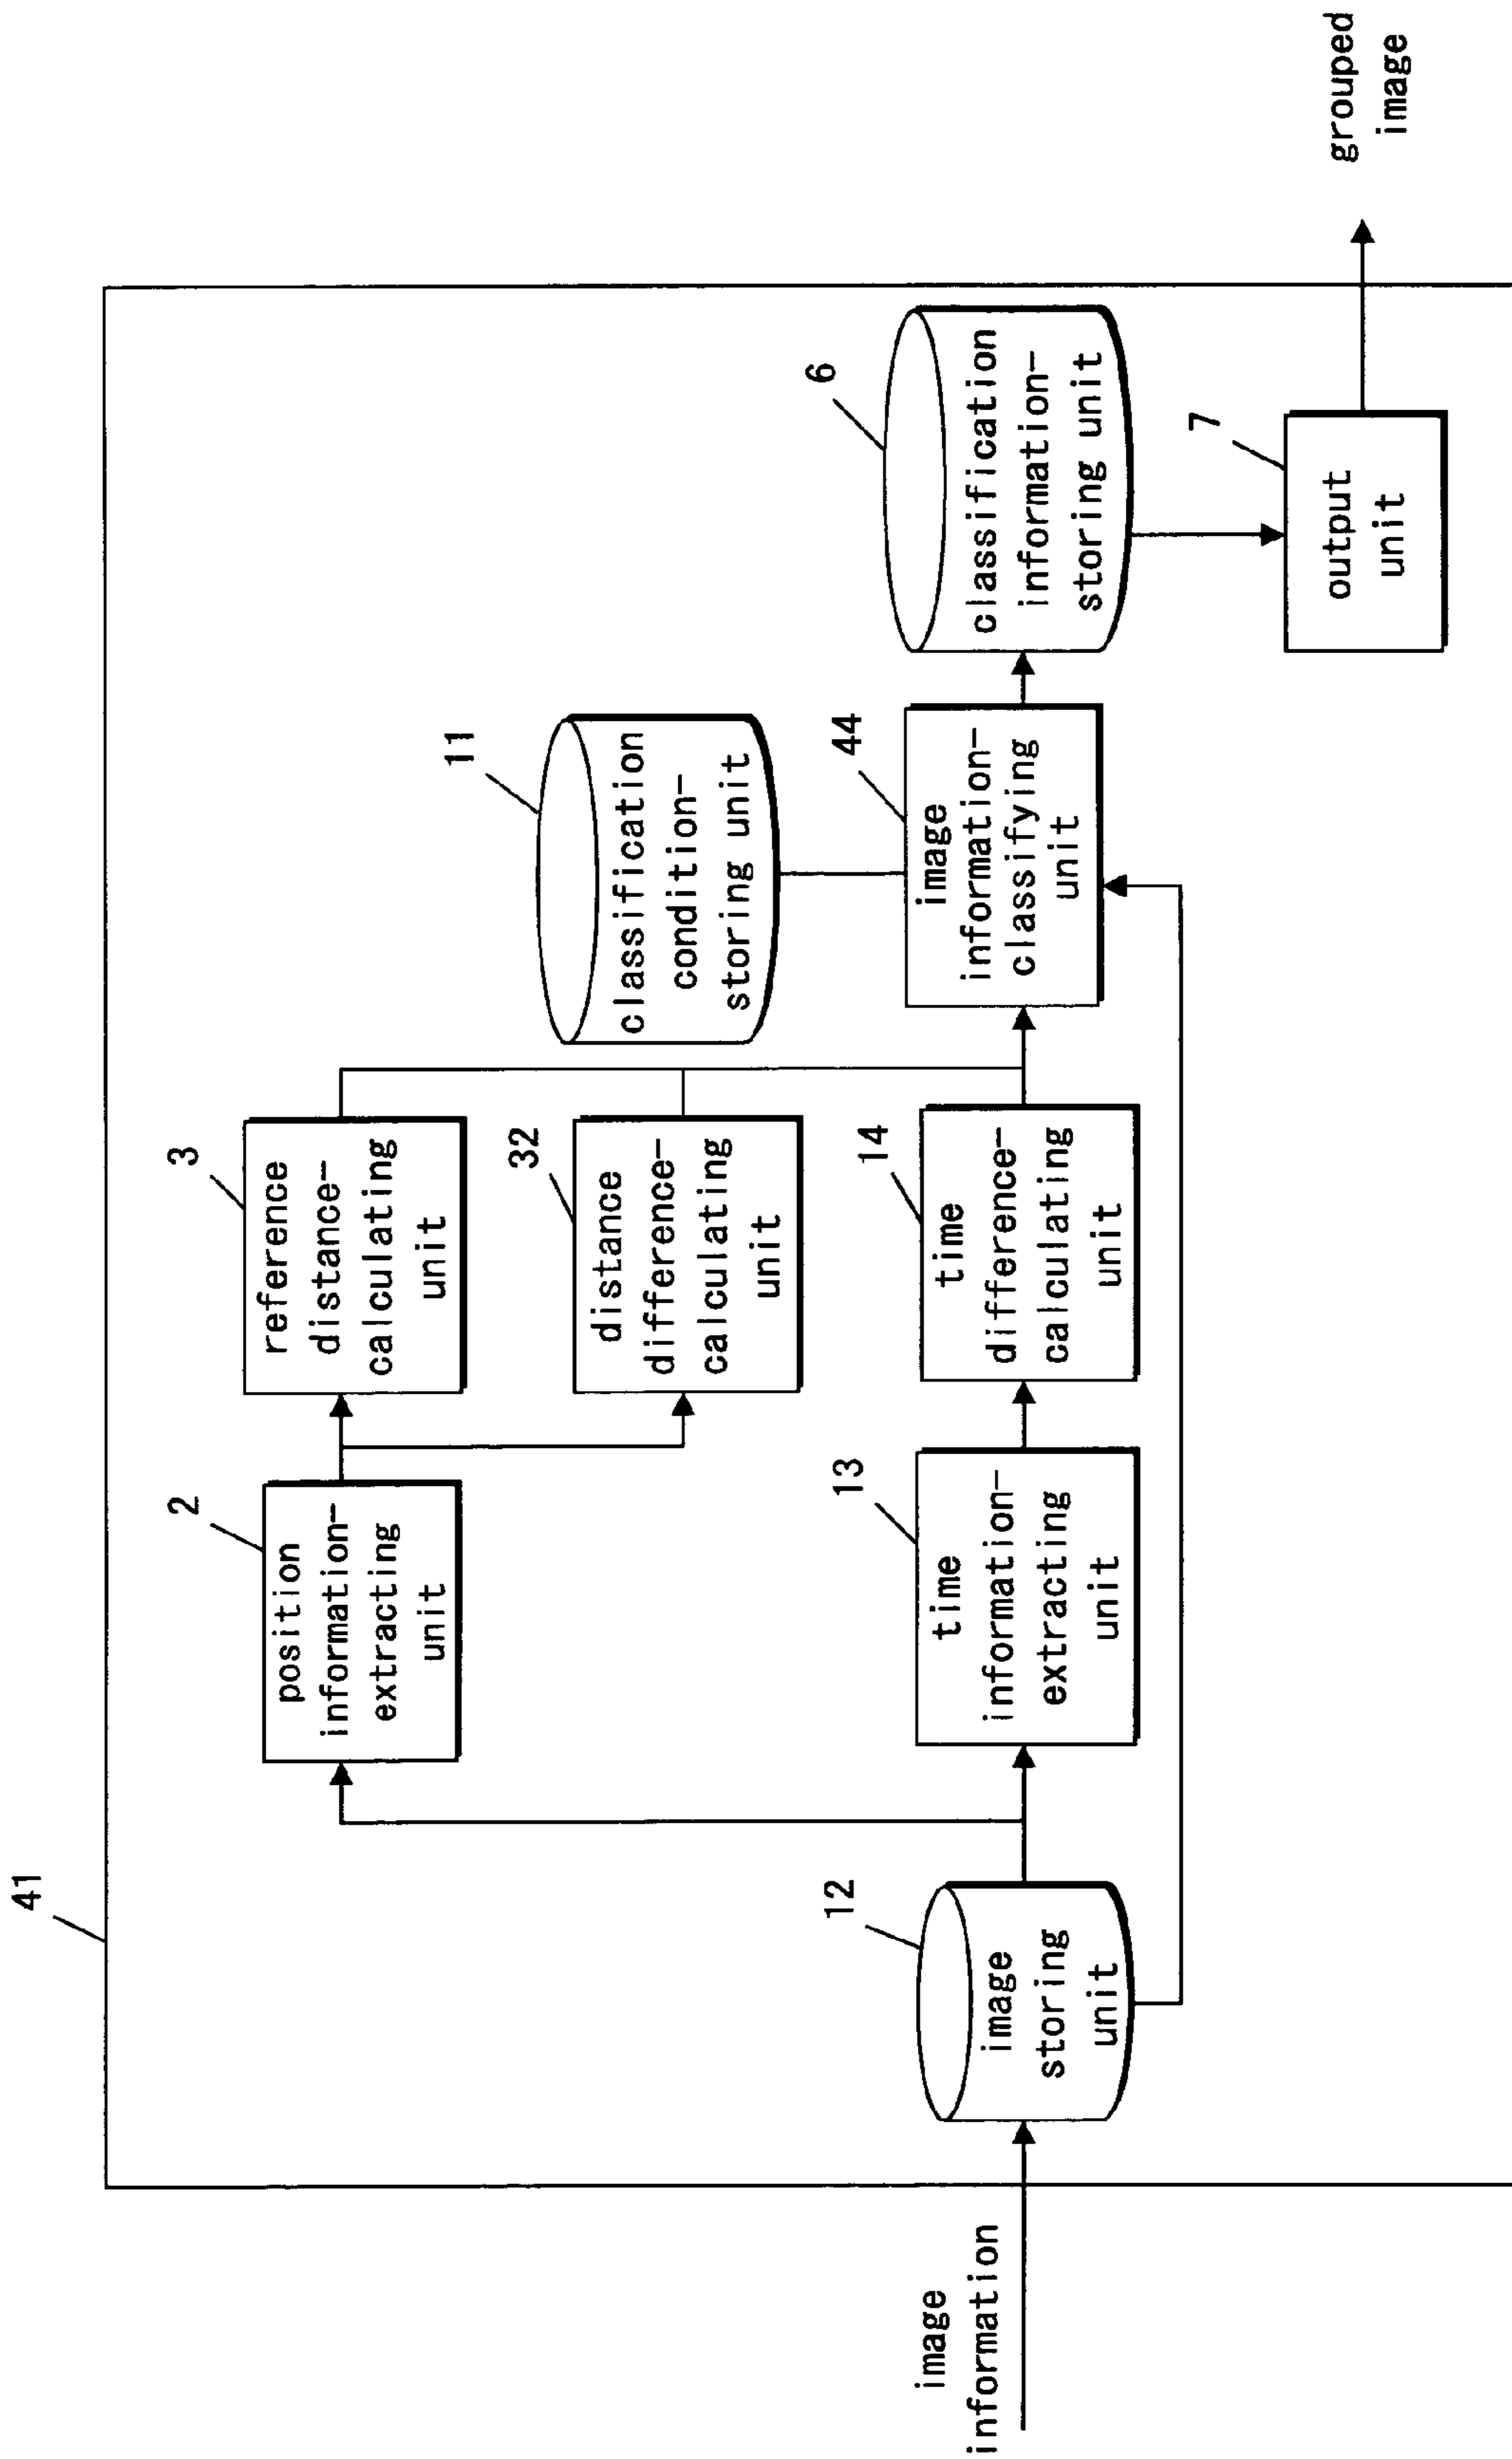 41
2
position
information-
extracting
unit
3
reference
distance-
calculating
unit
32
distance
difference-
calculating
unit
11
classification
condition-
storing unit
image
information
12
image
storing
unit
13
time
information-
extracting
unit
14
time
difference-
calculating
unit
44
image
information-
classifying
unit
6
classification
information-
storing unit
7
output
unit
grouped
image